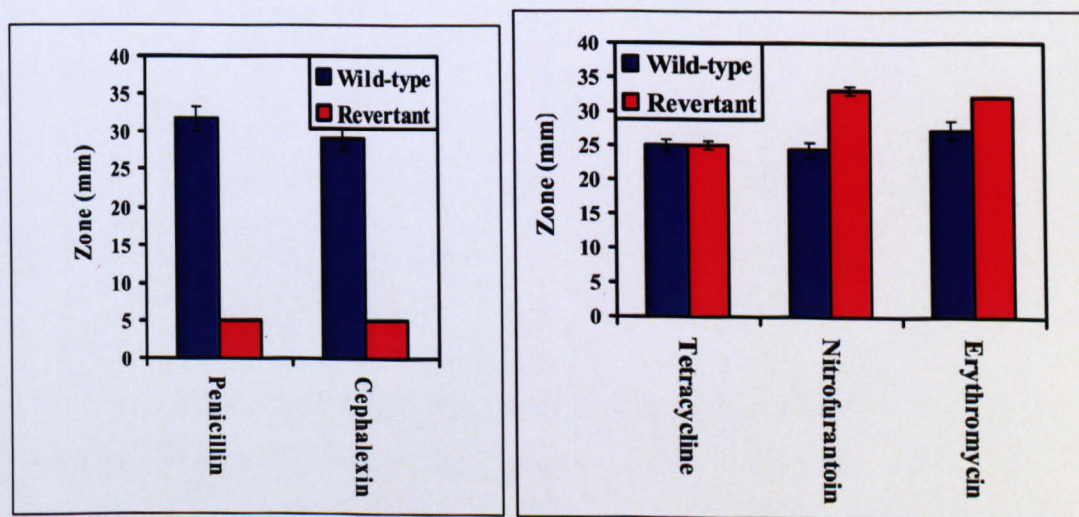 40
35
30
25
20
15
10
5
0
Zone (mm)
Wild-type
Revertant
Penicillin
Cephalexin
40
35
30
25
20
15
10
5
0
Zone (mm)
Wild-type
Revertant
Tetracycline
Nitrofurantoin
Erythromycin